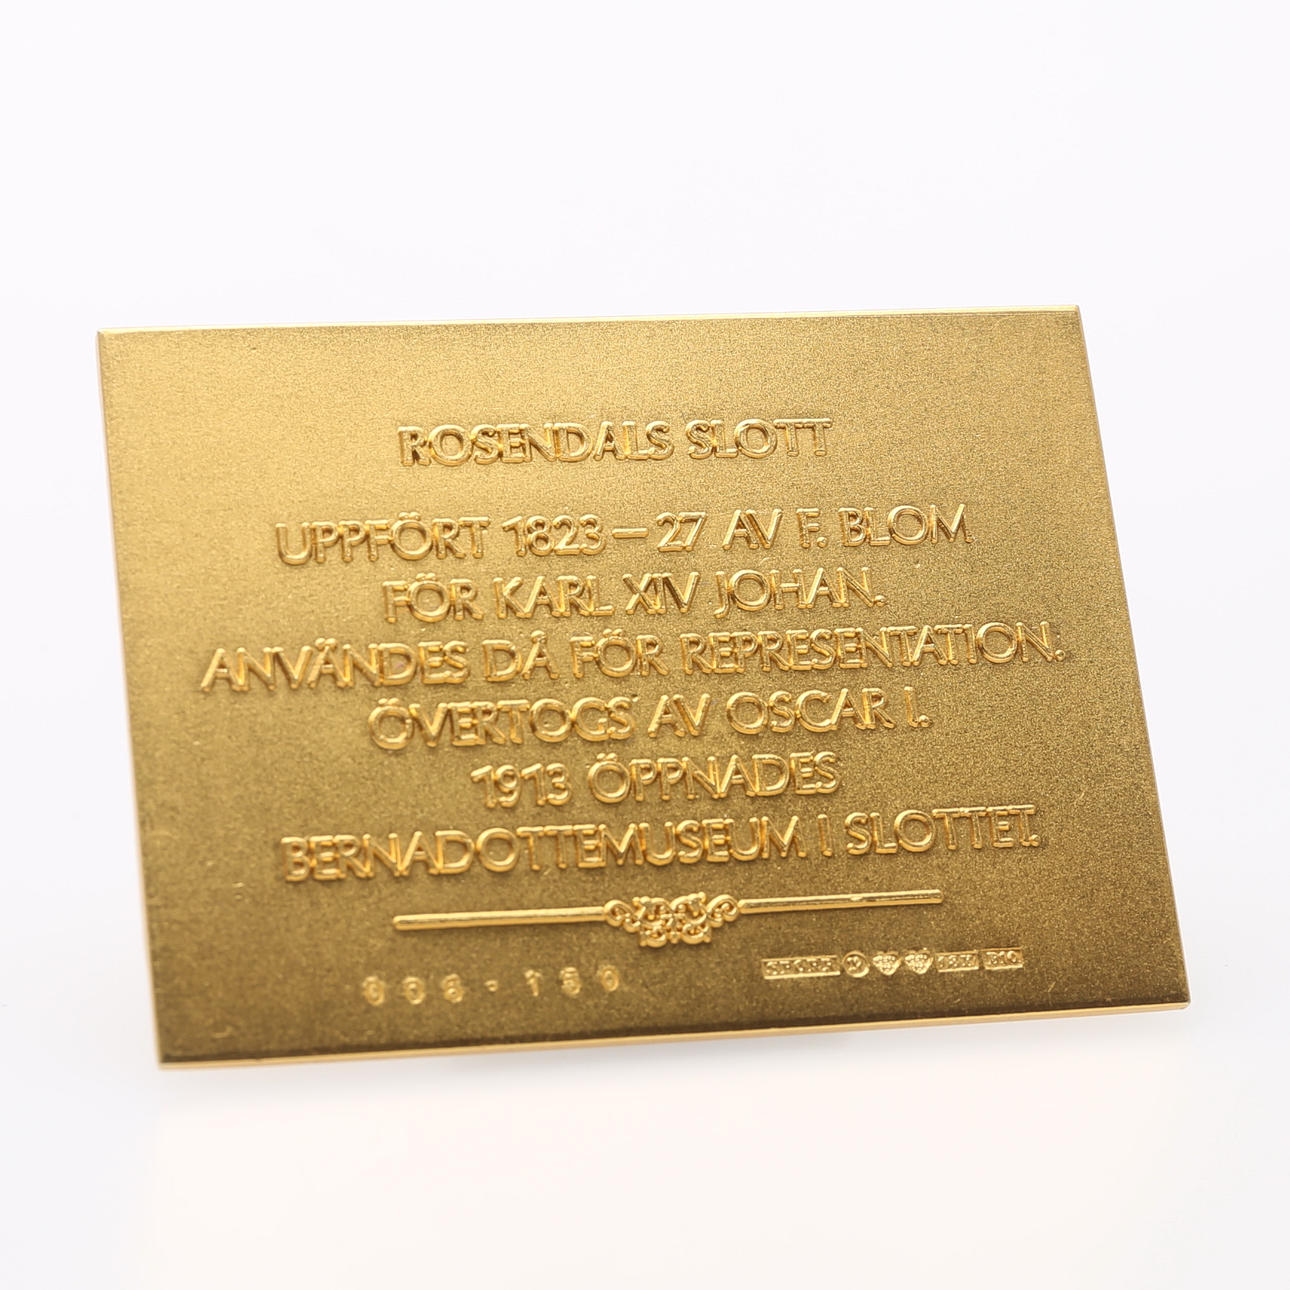 ROSENDALS SLOTT
UPPFÖRT 1823–27 AV F. BLOM
FÖR KARL XIV JOHAN.
ANVÄNDES DÅ FÖR REPRESENTATION.
ÖVERTOGS AV OSCAR I.
1913 ÖPPNADES
BERNADOTTEMUSEUM I SLOTTET.
18K